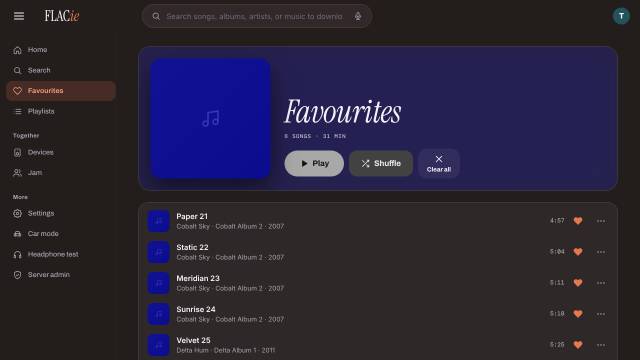 FLACie
Search songs, albums, artists, or music to downlo
T
Home
Search
Favourites
Playlists
Together
Devices
Jam
More
Settings
Car mode
Headphone test
Server admin
Favourites
6 SONGS · 31 MIN
Play
Shuffle
Clear all
Paper 21
Cobalt Sky · Cobalt Album 2 · 2007
4:57
Static 22
Cobalt Sky · Cobalt Album 2 · 2007
5:04
Meridian 23
Cobalt Sky · Cobalt Album 2 · 2007
5:11
Sunrise 24
Cobalt Sky · Cobalt Album 2 · 2007
5:18
Velvet 25
Delta Hum · Delta Album 1 · 2011
5:25